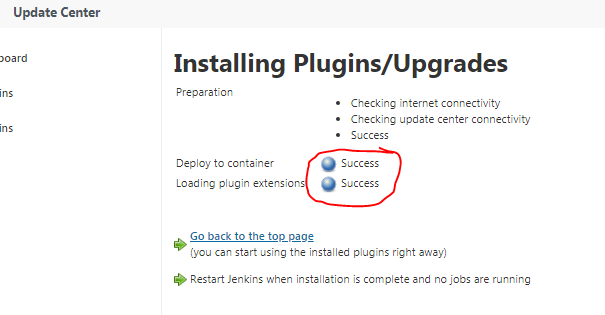 Update Center
board
Installing Plugins/Upgrades
Preparation
Checking internet connectivity
ins
Checking update center connectivity
ins
Success
Deploy to container Success
Loading plugin extensions Success
Go back to the top page
(you can start using the installed plugins right away)
Restart Jenkins when installation is complete and no jobs are running